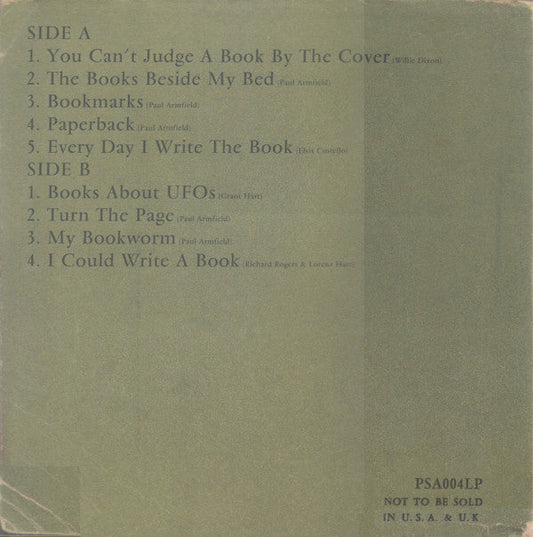 SIDE A
1. You Can't Judge A Book By The Cover (Willie Dixon)
2. The Books Beside My Bed (Paul Armfield)
3. Bookmarks (Paul Armfield)
4. Paperback (Paul Armfield)
5. Every Day I Write The Book (Elvis Costello)
SIDE B
1. Books About UFOs (Grant Hart)
2. Turn The Page (Paul Armfield)
3. My Bookworm (Paul Armfield)
4. I Could Write A Book (Richard Rogers & Lorenz Hart)
PSA004LP
NOT TO BE SOLD
IN U.S.A. & U.K